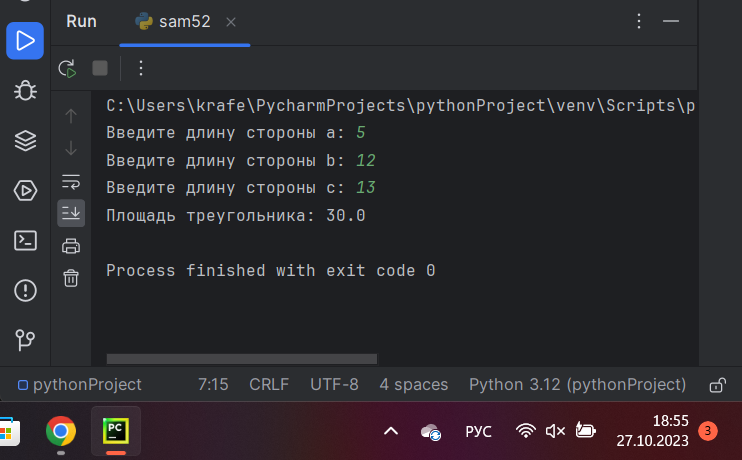 Run
sam52
C:\Users\krafe\PycharmProjects\pythonProject\venv\Scripts\p
Введите длину стороны a: 5
Введите длину стороны b: 12
Введите длину стороны c: 13
Площадь треугольника: 30.0
Process finished with exit code 0
pythonProject 7:15 CRLF UTF-8 4 spaces Python 3.12 (pythonProject)
PC РУС 18:55 3
27.10.2023